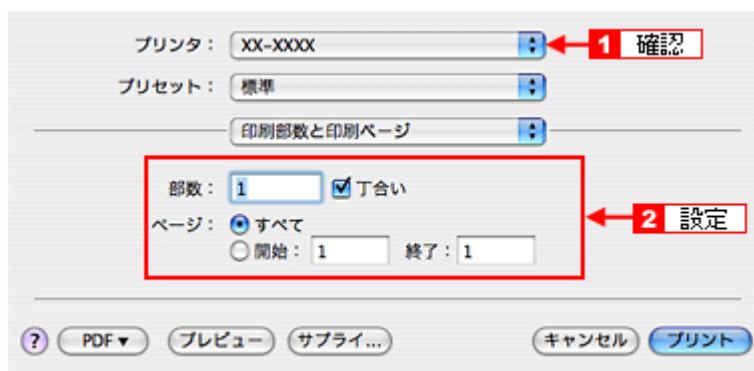 プリンタ： XX-XXXX 1 確認
プリセット： 標準
印刷部数と印刷ページ
部数： 1 丁合い
ページ： すべて
開始： 1 終了： 1
2 設定
? PDF▼ プレビュー サプライ... キャンセル プリント